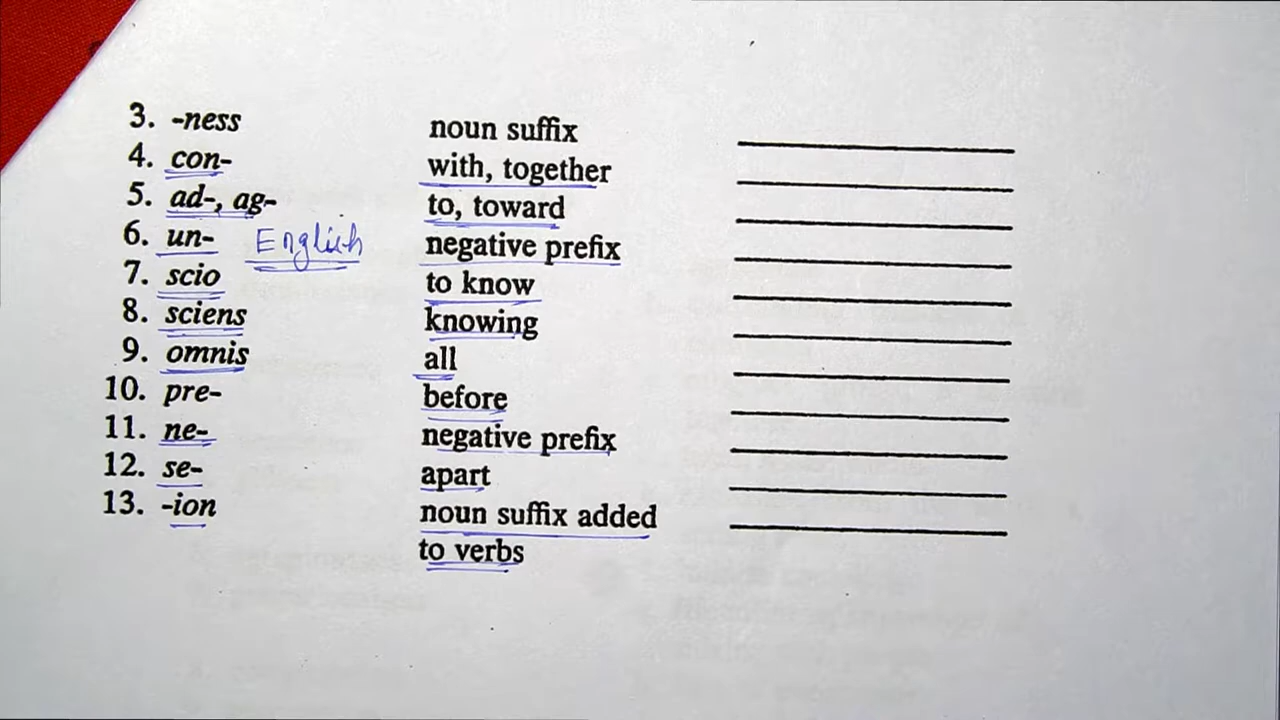 3. -ness noun suffix
4. con- with, together
5. ad-, ag- to, toward
6. un- English negative prefix
7. scio to know
8. sciens knowing
9. omnis all
10. pre- before
11. ne- negative prefix
12. se- apart
13. -ion noun suffix added
to verbs